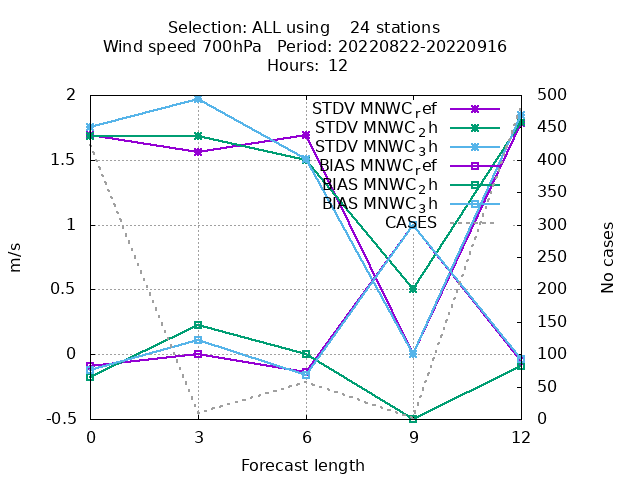 Selection: ALL using    24 stations
Wind speed 700hPa   Period: 20220822-20220916
Hours:  12
STDV MNWC_ref
STDV MNWC_2h
STDV MNWC_3h
BIAS MNWC_ref
BIAS MNWC_2h
BIAS MNWC_3h
CASES
2
1.5
1
0.5
0
-0.5
m/s
500
450
400
350
300
250
200
150
100
50
0
No cases
0 3 6 9 12
Forecast length